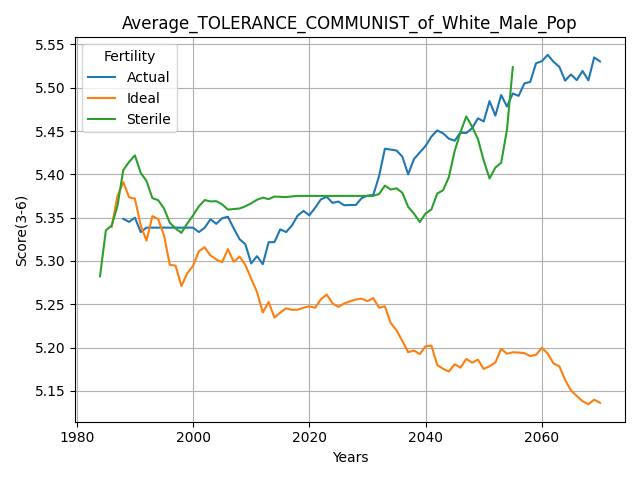 Average_TOLERANCE_COMMUNIST_of_White_Male_Pop
Fertility
Actual
Ideal
Sterile
Score(3-6)
5.55
5.50
5.45
5.40
5.35
5.30
5.25
5.20
5.15
1980 2000 2020 2040 2060
Years